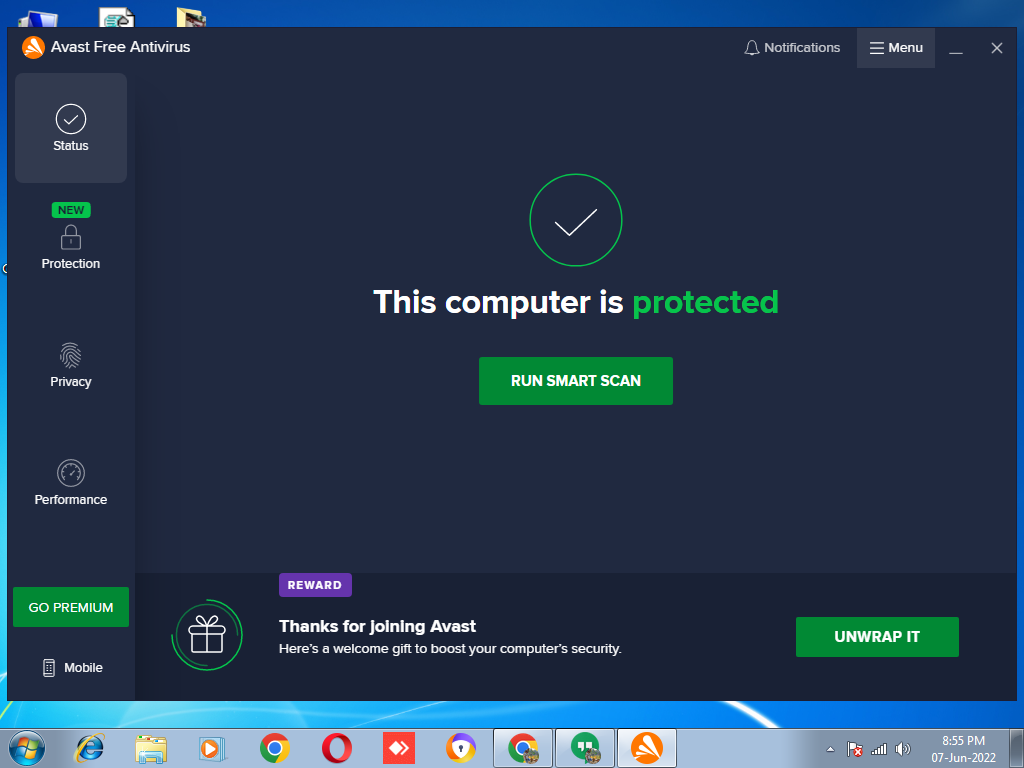 Avast Free Antivirus
Notifications
Menu
Status
NEW
Protection
Privacy
Performance
GO PREMIUM
Mobile
This computer is protected
RUN SMART SCAN
REWARD
Thanks for joining Avast
Here's a welcome gift to boost your computer's security.
UNWRAP IT
8:55 PM
07-Jun-2022